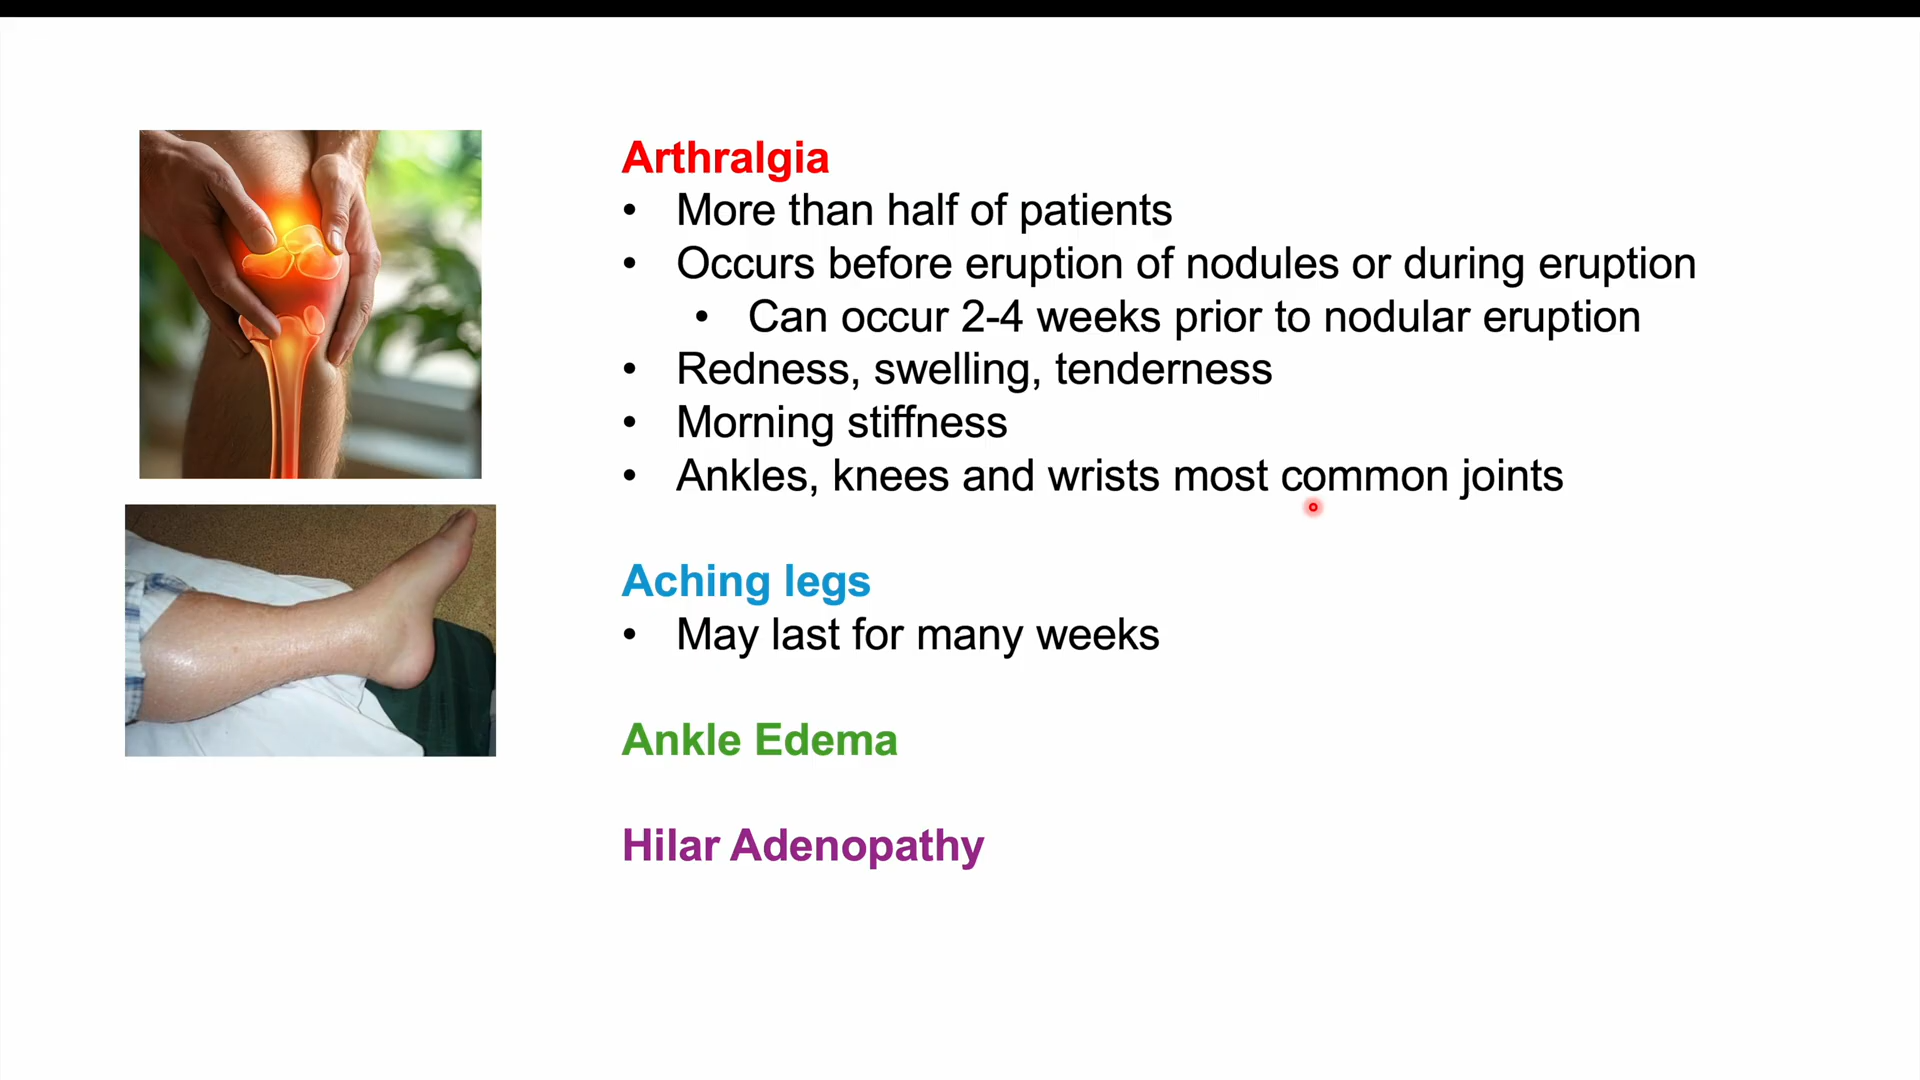 Arthralgia
• More than half of patients
• Occurs before eruption of nodules or during eruption
• Can occur 2-4 weeks prior to nodular eruption
• Redness, swelling, tenderness
• Morning stiffness
• Ankles, knees and wrists most common joints
Aching legs
• May last for many weeks
Ankle Edema
Hilar Adenopathy